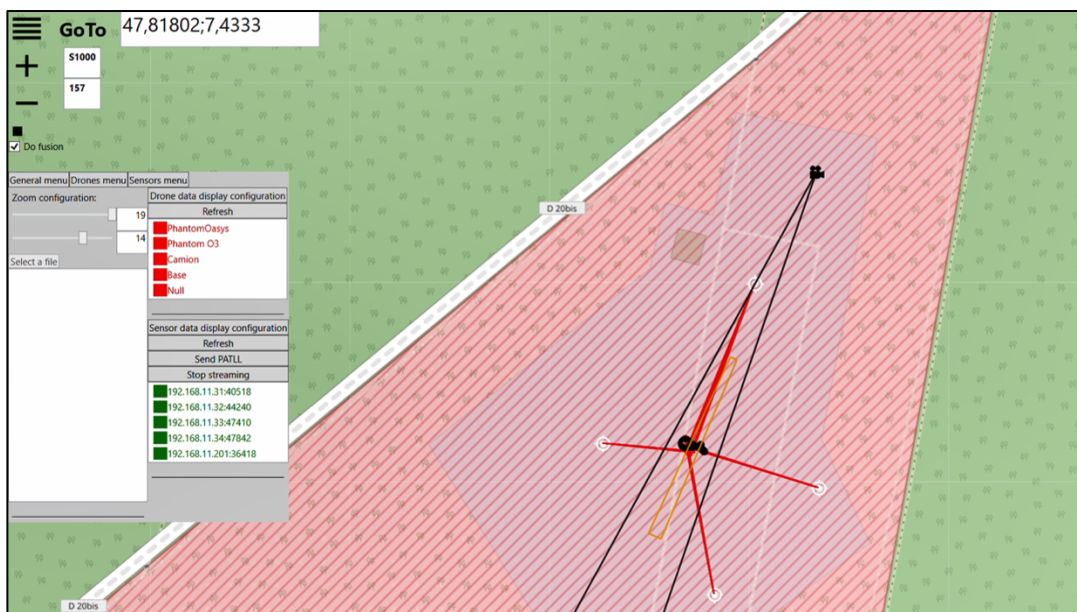 GoTo
47,81802;7,4333
S1000
157
Do fusion
General menu
Drones menu
Sensors menu
Zoom configuration:
19
14
Select a file
Drone data display configuration
Refresh
PhantomOasys
Phantom O3
Camion
Base
Null
Sensor data display configuration
Refresh
Send PATLL
Stop streaming
192.168.11.31:40518
192.168.11.32:44240
192.168.11.33:47410
192.168.11.34:47842
192.168.11.201:36418
D 20bis
D 20bis